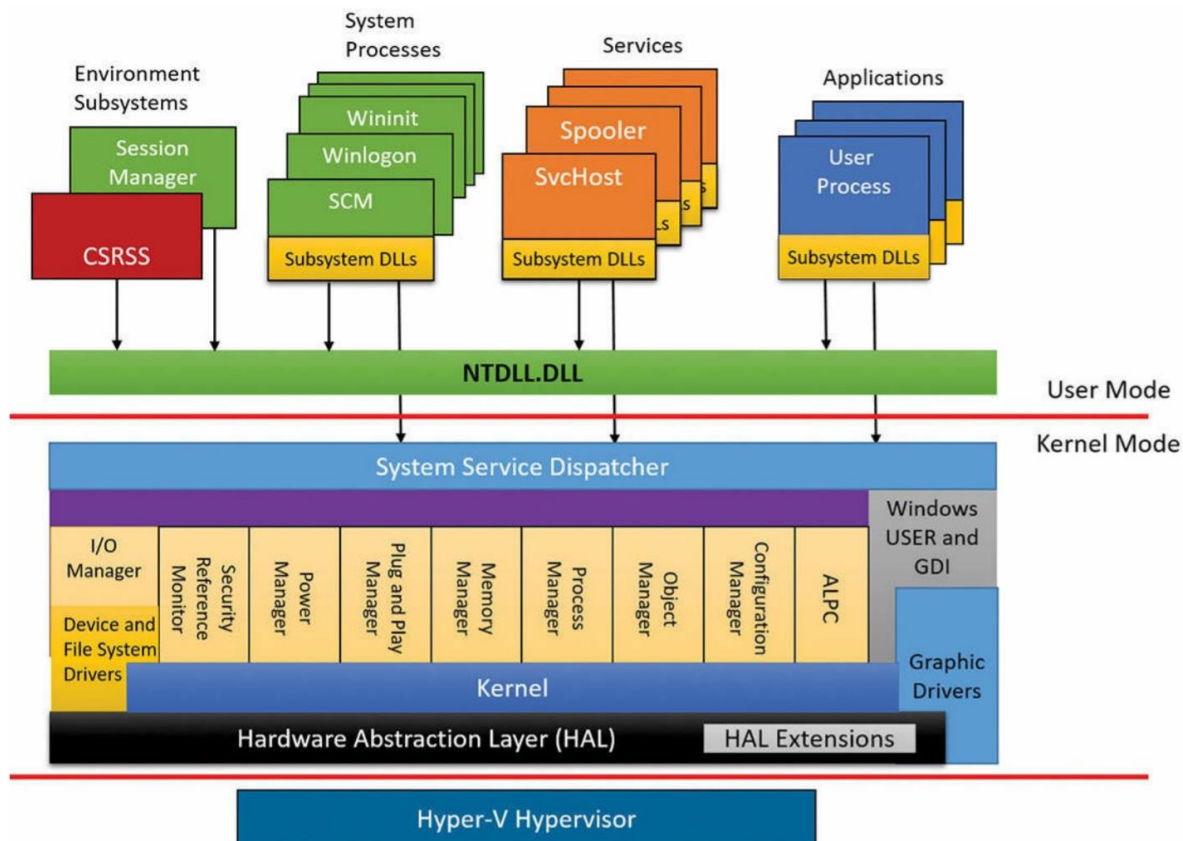 System
Processes
Services
Environment
Subsystems
Applications
Wininit
Session
Manager
Spooler
User
Process
Winlogon
SvcHost
SCM
CSRSS
Subsystem DLLs
Subsystem DLLs
Subsystem DLLs
NTDLL.DLL
User Mode
Kernel Mode
System Service Dispatcher
Windows
USER and
GDI
I/O
Manager
Security
Reference
Monitor
Power
Manager
Plug and Play
Manager
Memory
Manager
Process
Manager
Object
Manager
Configuration
Manager
ALPC
Device and
File System
Drivers
Graphic
Drivers
Kernel
Hardware Abstraction Layer (HAL)
HAL Extensions
Hyper-V Hypervisor